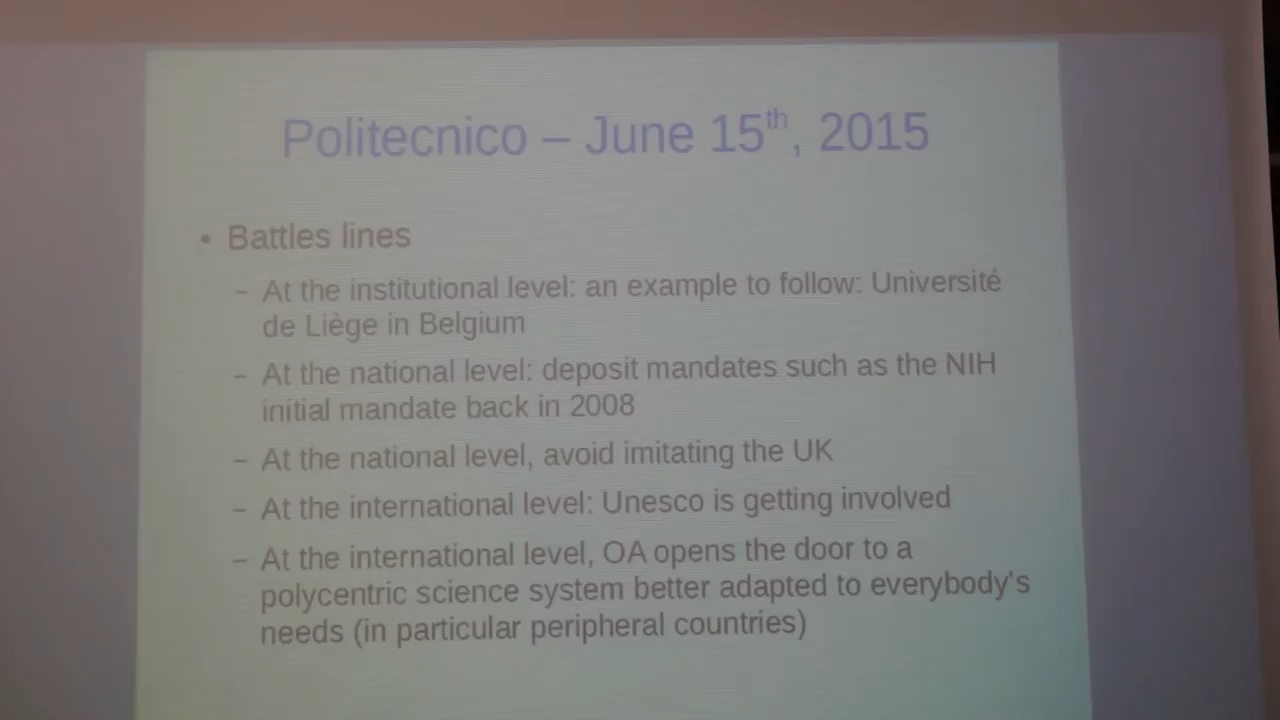 Politecnico – June 15th, 2015
• Battles lines
– At the institutional level: an example to follow: Université
de Liège in Belgium
– At the national level: deposit mandates such as the NIH
initial mandate back in 2008
– At the national level, avoid imitating the UK
– At the international level: Unesco is getting involved
– At the international level, OA opens the door to a
polycentric science system better adapted to everybody's
needs (in particular peripheral countries)